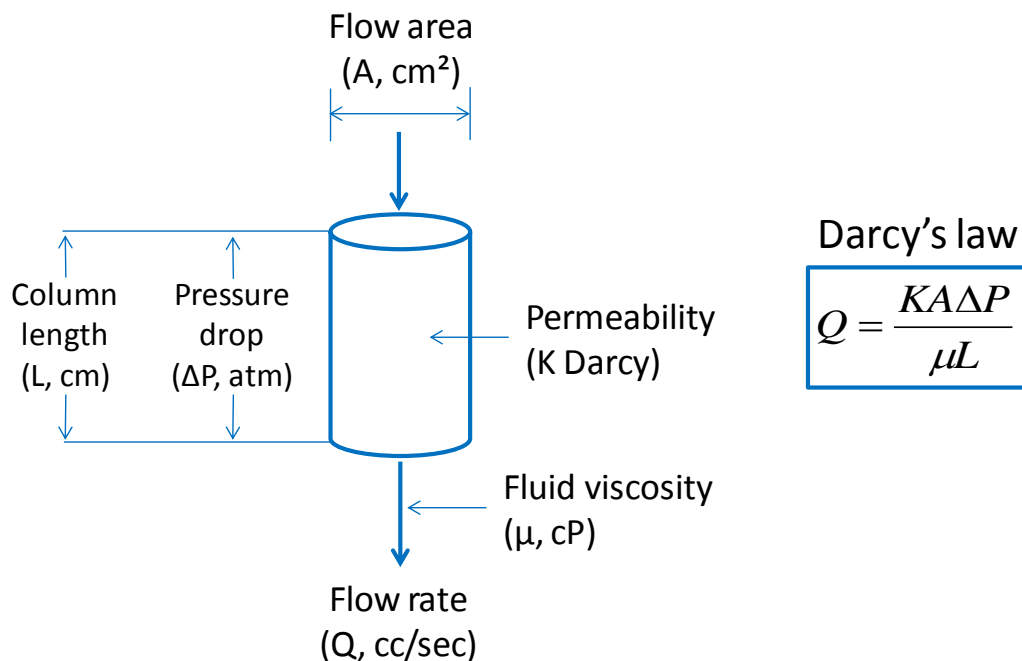 Flow area
(A, cm²)
Column
length
(L, cm)
Pressure
drop
(ΔP, atm)
Permeability
(K Darcy)
Darcy’s law
Q = KAΔP / μL
Fluid viscosity
(μ, cP)
Flow rate
(Q, cc/sec)